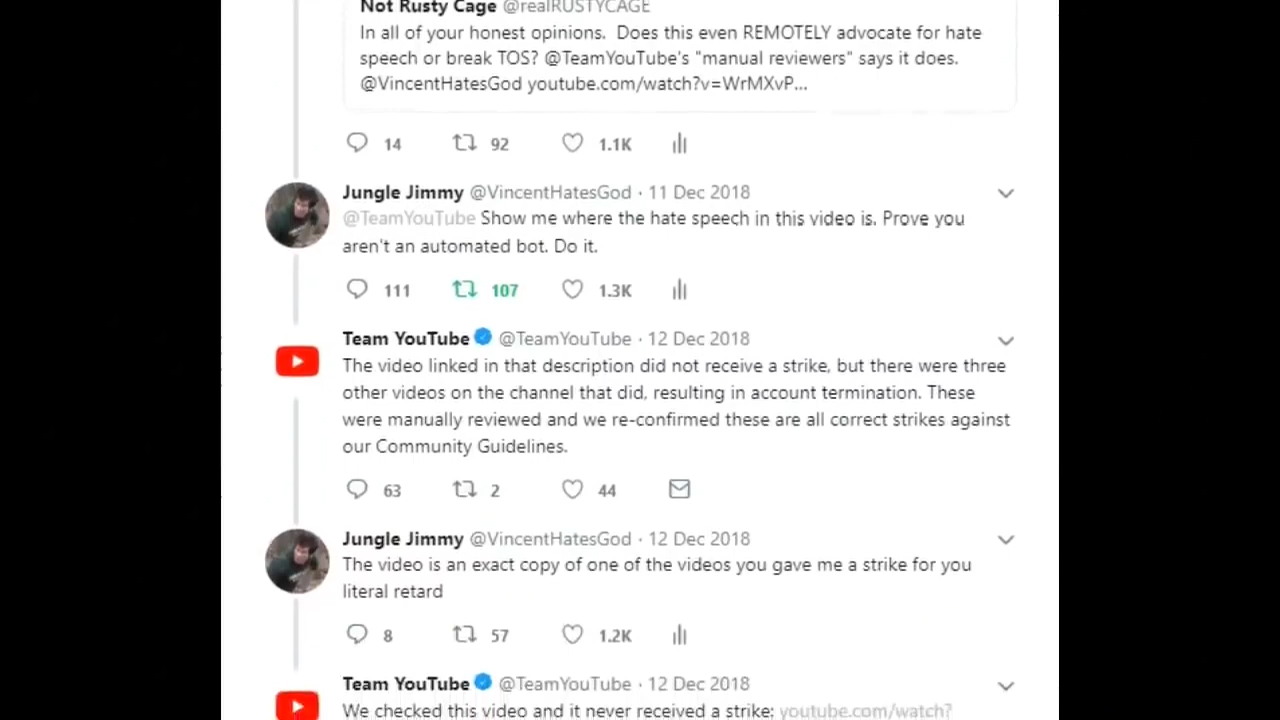 Not Rusty Cage @realRUSTYCAGE
In all of your honest opinions.  Does this even REMOTELY advocate for hate
speech or break TOS? @TeamYouTube's "manual reviewers" says it does.
@VincentHatesGod youtube.com/watch?v=WrMXvP...
14 92 1.1K
Jungle Jimmy @VincentHatesGod · 11 Dec 2018
@TeamYouTube Show me where the hate speech in this video is. Prove you
aren't an automated bot. Do it.
111 107 1.3K
Team YouTube @TeamYouTube · 12 Dec 2018
The video linked in that description did not receive a strike, but there were three
other videos on the channel that did, resulting in account termination. These
were manually reviewed and we re-confirmed these are all correct strikes against
our Community Guidelines.
63 2 44
Jungle Jimmy @VincentHatesGod · 12 Dec 2018
The video is an exact copy of one of the videos you gave me a strike for you
literal retard
8 57 1.2K
Team YouTube @TeamYouTube · 12 Dec 2018
We checked this video and it never received a strike: youtube.com/watch?